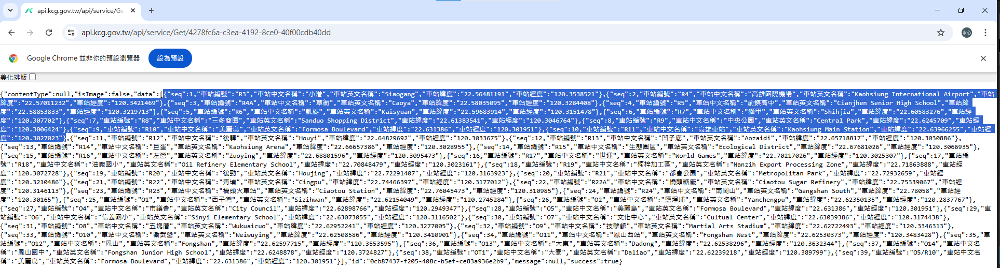 api.kcg.gov.tw/api/service/Ge
api.kcg.gov.tw/api/service/Get/4278fc6a-c3ea-4192-8ce0-40f00cdb40dd
水心
Google Chrome 並非你的預設瀏覽器
設為預設
美化排版
{"contentType":null,"isImage":false,"data":[{"seq":1,"車站編號":"R3","車站中文名稱":"小港","車站英文名稱":"Siaogang","車站緯度":"22.56481191","車站經度":"120.3538521"},{"seq":2,"車站編號":"R4","車站中文名稱":"高雄國際機場","車站英文名稱":"Kaohsiung International Airport","車站
緯度":"22.57011232","車站經度":"120.3421469"},{"seq":3,"車站編號":"R4A","車站中文名稱":"草衙","車站英文名稱":"Caoya","車站緯度":"22.58035095","車站經度":"120.3284408"},{"seq":4,"車站編號":"R5","車站中文名稱":"前鎮高中","車站英文名稱":"Cianjhen Senior High School","車站緯
度":"22.58853833","車站經度":"120.3219713"},{"seq":5,"車站編號":"R6","車站中文名稱":"凱旋","車站英文名稱":"Kaisyuan","車站緯度":"22.59683914","車站經度":"120.3151478"},{"seq":6,"車站編號":"R7","車站中文名稱":"獅甲","車站英文名稱":"Shihjia","車站緯度":"22.60583276","車站經
度":"120.307702"},{"seq":7,"車站編號":"R8","車站中文名稱":"三多商圈","車站英文名稱":"Sanduo Shopping District","車站緯度":"22.61383541","車站經度":"120.3046764"},{"seq":8,"車站編號":"R9","車站中文名稱":"中央公園","車站英文名稱":"Central Park","車站緯度":"22.6245709","車站經
度":"120.3006424"},{"seq":9,"車站編號":"R10","車站中文名稱":"美麗島","車站英文名稱":"Formosa Boulevard","車站緯度":"22.631386","車站經度":"120.301951"},{"seq":10,"車站編號":"R11","車站中文名稱":"高雄車站","車站英文名稱":"Kaohsiung Main Station","車站緯度":"22.63966255","車站經
度":"120.3027023"},{"seq":11,"車站編號":"R12","車站中文名稱":"後驛","車站英文名稱":"Houyi","車站緯度":"22.64829692","車站經度":"120.3033675"},{"seq":12,"車站編號":"R13","車站中文名稱":"凹子底","車站英文名稱":"Aozaidi","車站緯度":"22.65718817","車站經度":"120.3030886"},
{"seq":13,"車站編號":"R14","車站中文名稱":"巨蛋","車站英文名稱":"Kaohsiung Arena","車站緯度":"22.66657386","車站經度":"120.3028955"},{"seq":14,"車站編號":"R15","車站中文名稱":"生態園區","車站英文名稱":"Ecological District","車站緯度":"22.67681026","車站經度":"120.3066935"},
{"seq":15,"車站編號":"R16","車站中文名稱":"左營","車站英文名稱":"Zuoying","車站緯度":"22.68801596","車站經度":"120.3095473"},{"seq":16,"車站編號":"R17","車站中文名稱":"世運","車站英文名稱":"World Games","車站緯度":"22.70217026","車站經度":"120.3025307"},{"seq":17,"車站編
號":"R18","車站中文名稱":"油廠國小","車站英文名稱":"Oil Refinery Elementary School","車站緯度":"22.70848479","車站經度":"120.3023161"},{"seq":18,"車站編號":"R19","車站中文名稱":"楠梓加工區","車站英文名稱":"Nanzih Export Processing Zone","車站緯度":"22.71863888","車站經
度":"120.3072728"},{"seq":19,"車站編號":"R20","車站中文名稱":"後勁","車站英文名稱":"Houjing","車站緯度":"22.72291407","車站經度":"120.3163923"},{"seq":20,"車站編號":"R21","車站中文名稱":"都會公園","車站英文名稱":"Metropolitan Park","車站緯度":"22.72932659","車站經
度":"120.3210486"},{"seq":21,"車站編號":"R22","車站中文名稱":"青埔","車站英文名稱":"Cingpu","車站緯度":"22.74466397","車站經度":"120.3177012"},{"seq":22,"車站編號":"R22A","車站中文名稱":"橋頭糖廠","車站英文名稱":"Ciaotou Sugar Refinery","車站緯度":"22.75339067","車站經
度":"120.3146113"},{"seq":23,"車站編號":"R23","車站中文名稱":"橋頭火車站","車站英文名稱":"Ciaotou Station","車站緯度":"22.76045473","車站經度":"120.310985"},{"seq":24,"車站編號":"R24","車站中文名稱":"南岡山","車站英文名稱":"Gangshan South","車站緯度":"22.78058","車站經
度":"120.30165"},{"seq":25,"車站編號":"O1","車站中文名稱":"西子灣","車站英文名稱":"Sizihwan","車站緯度":"22.62154049","車站經度":"120.2745284"},{"seq":26,"車站編號":"O2","車站中文名稱":"鹽埕埔","車站英文名稱":"Yanchengpu","車站緯度":"22.62350135","車站經度":"120.2837767"},
{"seq":27,"車站編號":"O4","車站中文名稱":"市議會","車站英文名稱":"City Council","車站緯度":"22.62898766","車站經度":"120.2949347"},{"seq":28,"車站編號":"O5","車站中文名稱":"美麗島","車站英文名稱":"Formosa Boulevard","車站緯度":"22.631386","車站經度":"120.301951"},{"seq":29,"車
站編號":"O6","車站中文名稱":"信義國小","車站英文名稱":"Sinyi Elementary School","車站緯度":"22.63073055","車站經度":"120.3116502"},{"seq":30,"車站編號":"O7","車站中文名稱":"文化中心","車站英文名稱":"Cultual Center","車站緯度":"22.63039386","車站經度":"120.3174438"},
{"seq":31,"車站編號":"O8","車站中文名稱":"五塊厝","車站英文名稱":"Wukuaicuo","車站緯度":"22.62952241","車站經度":"120.3277005"},{"seq":32,"車站編號":"O9","車站中文名稱":"技擊館","車站英文名稱":"Martial Arts Stadium","車站緯度":"22.62722493","車站經度":"120.3346313"},
{"seq":33,"車站編號":"O10","車站中文名稱":"衛武營","車站英文名稱":"Weiwuying","車站緯度":"22.62508586","車站經度":"120.3410901"},{"seq":34,"車站編號":"O11","車站中文名稱":"鳳山西站","車站英文名稱":"Fongshan West","車站緯度":"22.62530373","車站經度":"120.3483428"},{"seq":35,"車
站編號":"O12","車站中文名稱":"鳳山","車站英文名稱":"Fongshan","車站緯度":"22.62597715","車站經度":"120.3553595"},{"seq":36,"車站編號":"O13","車站中文名稱":"大東","車站英文名稱":"Dadong","車站緯度":"22.62538296","車站經度":"120.3632344"},{"seq":37,"車站編號":"O14","車站中文名
稱":"鳳山國中","車站英文名稱":"Fongshan Junior High School","車站緯度":"22.6248878","車站經度":"120.3724827"},{"seq":38,"車站編號":"OT1","車站中文名稱":"大寮","車站英文名稱":"Daliao","車站緯度":"22.62239218","車站經度":"120.389799"},{"seq":39,"車站編號":"O5/R10","車站中文名
稱":"美麗島","車站英文名稱":"Formosa Boulevard","車站緯度":"22.631386","車站經度":"120.301951"}],"id":"0cb87437-f205-408c-b5ef-ce83a936e2b9","message":null,"success":true}